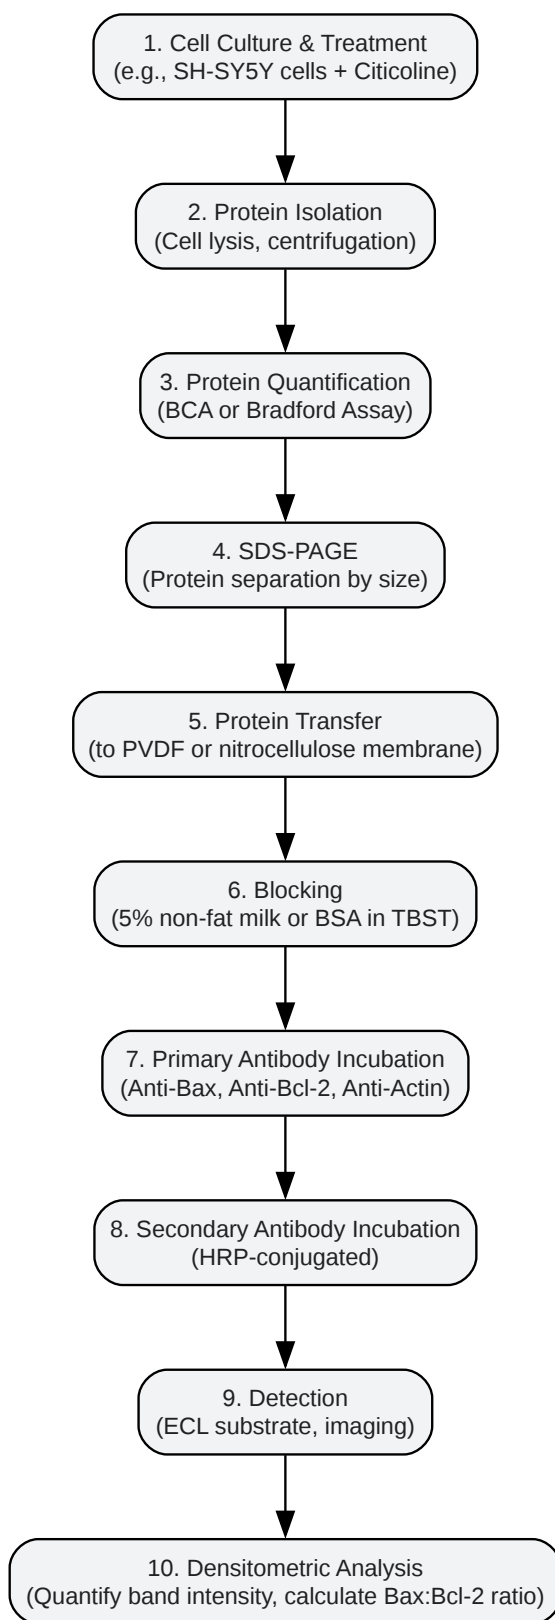 1. Cell Culture & Treatment
(e.g., SH-SY5Y cells + Citicoline)
2. Protein Isolation
(Cell lysis, centrifugation)
3. Protein Quantification
(BCA or Bradford Assay)
4. SDS-PAGE
(Protein separation by size)
5. Protein Transfer
(to PVDF or nitrocellulose membrane)
6. Blocking
(5% non-fat milk or BSA in TBST)
7. Primary Antibody Incubation
(Anti-Bax, Anti-Bcl-2, Anti-Actin)
8. Secondary Antibody Incubation
(HRP-conjugated)
9. Detection
(ECL substrate, imaging)
10. Densitometric Analysis
(Quantify band intensity, calculate Bax:Bcl-2 ratio)